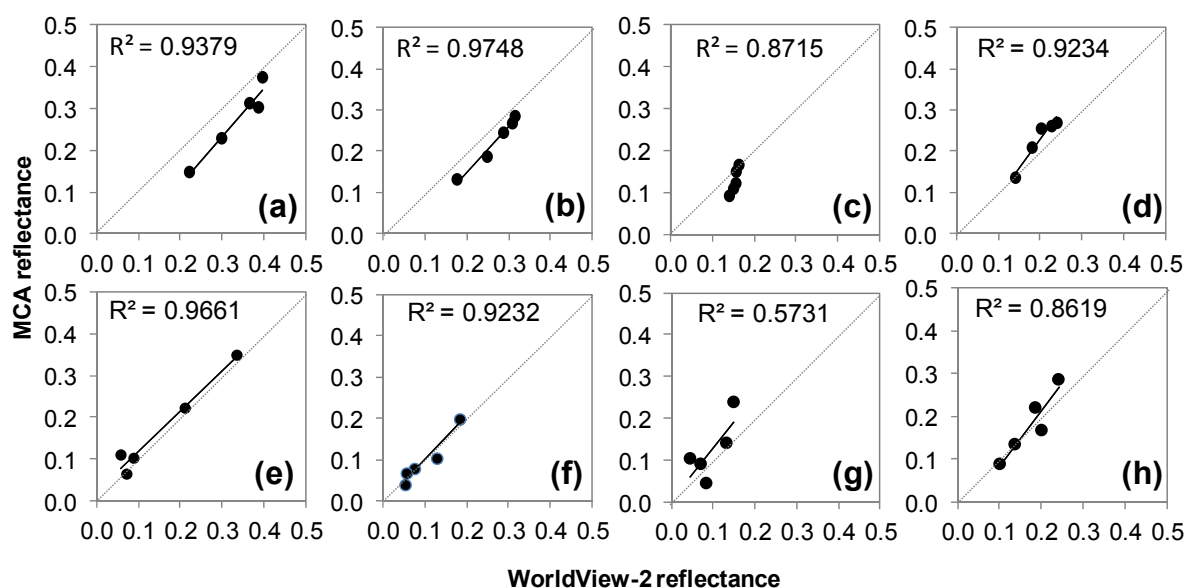 R² = 0.9379
R² = 0.9748
R² = 0.8715
R² = 0.9234
0.5 0.5 0.5 0.5
0.4 0.4 0.4 0.4
0.3 0.3 0.3 0.3
0.2 0.2 0.2 0.2
0.1 0.1 0.1 0.1
0.0 0.0 0.0 0.0
(a) (b) (c) (d)
0.0 0.1 0.2 0.3 0.4 0.5 0.0 0.1 0.2 0.3 0.4 0.5 0.0 0.1 0.2 0.3 0.4 0.5 0.0 0.1 0.2 0.3 0.4 0.5
MCA reflectance
R² = 0.9661
R² = 0.9232
R² = 0.5731
R² = 0.8619
0.5 0.5 0.5 0.5
0.4 0.4 0.4 0.4
0.3 0.3 0.3 0.3
0.2 0.2 0.2 0.2
0.1 0.1 0.1 0.1
0.0 0.0 0.0 0.0
(e) (f) (g) (h)
0.0 0.1 0.2 0.3 0.4 0.5 0.0 0.1 0.2 0.3 0.4 0.5 0.0 0.1 0.2 0.3 0.4 0.5 0.0 0.1 0.2 0.3 0.4 0.5
WorldView-2 reflectance